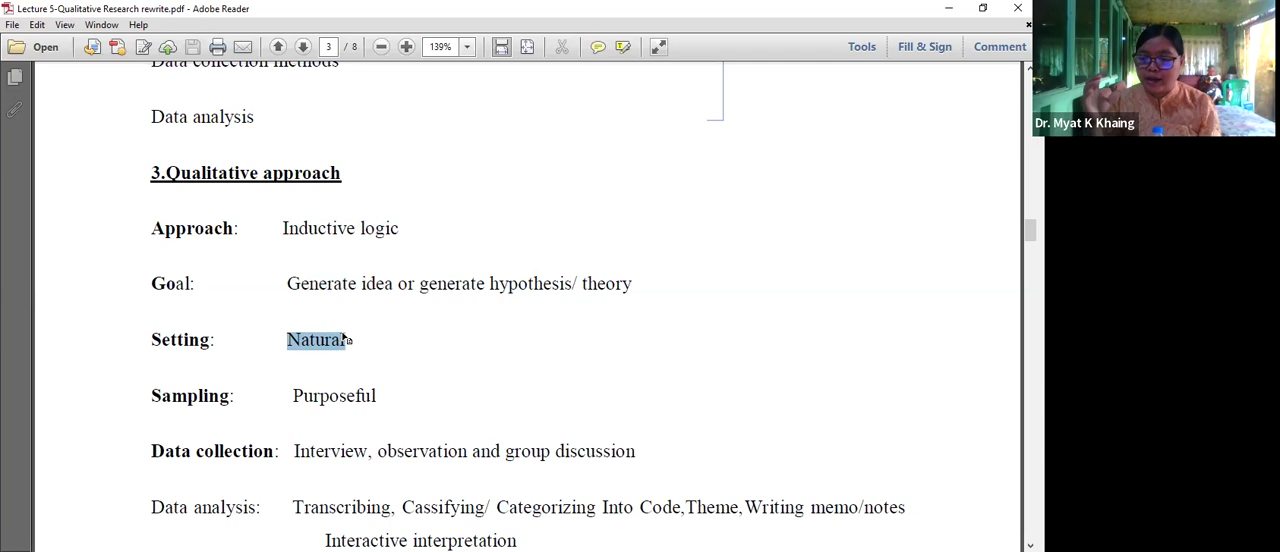 Lecture 5-Qualitative Research rewrite.pdf - Adobe Reader
File Edit View Window Help
Open 3 / 8 139% Tools Fill & Sign Comment
Data collection methods
Data analysis
3.Qualitative approach
Approach: Inductive logic
Goal: Generate idea or generate hypothesis/ theory
Setting: Natural
Sampling: Purposeful
Data collection: Interview, observation and group discussion
Data analysis: Transcribing, Cassifying/ Categorizing Into Code,Theme,Writing memo/notes
Interactive interpretation
Dr. Myat K Khaing